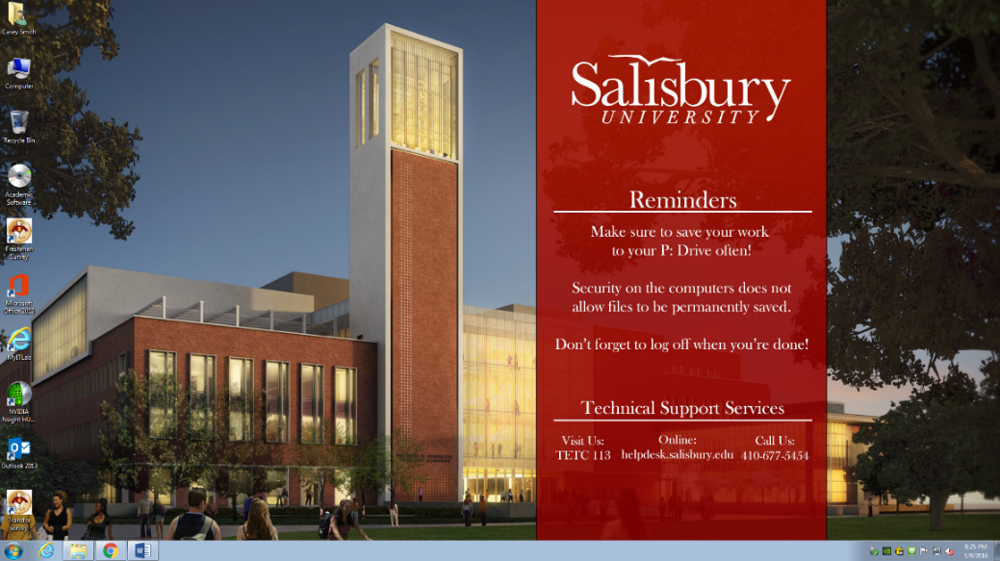 Casey Smith
Computer
Recycle Bin
Academic
Software
Freshman
Survey
Microsoft
Office 2013
MyITLab
NVIDIA
Nsight HU...
Outlook 2013
Transfer
survey
Salisbury
UNIVERSITY
Reminders
Make sure to save your work
to your P: Drive often!
Security on the computers does not
allow files to be permanently saved.
Don't forget to log off when you're done!
Technical Support Services
Visit Us:
TETC 113
Online:
helpdesk.salisbury.edu
Call Us:
410-677-5454
8:25 PM
5/9/2016